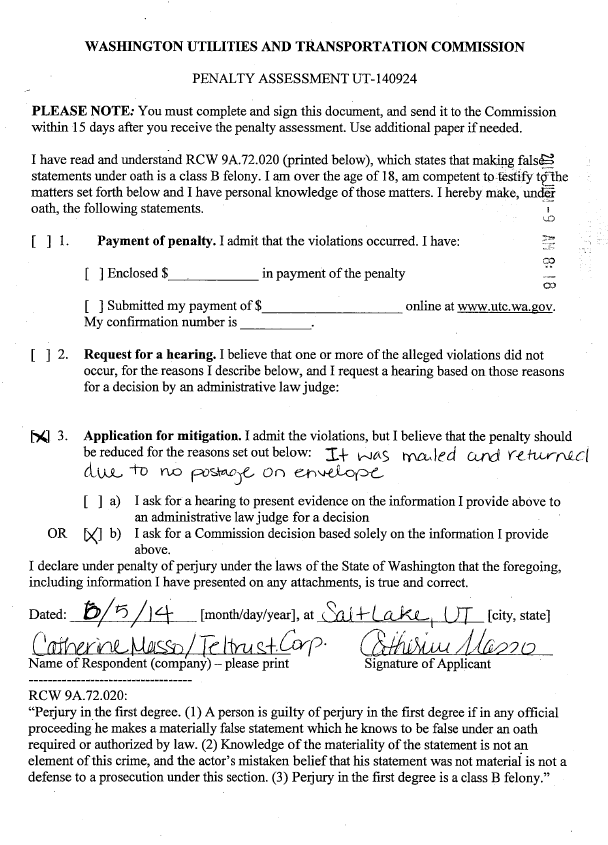 WASHINGTON UTILITIES AND TRANSPORTATION COMMISSION
PENALTY ASSESSMENT UT-140924
PLEASE NOTE: You must complete and sign this document, and send it to the Commission
within 15 days after you receive the penalty assessment. Use additional paper if needed.
I have read and understand RCW 9A.72.020 (printed below), which states that making false
statements under oath is a class B felony. I am over the age of 18, am competent to testify to the
matters set forth below and I have personal knowledge of those matters. I hereby make, under
oath, the following statements.
[ ] 1. Payment of penalty. I admit that the violations occurred. I have:
[ ] Enclosed $_____________ in payment of the penalty
[ ] Submitted my payment of $____________________ online at www.utc.wa.gov.
My confirmation number is __________.
[ ] 2. Request for a hearing. I believe that one or more of the alleged violations did not
occur, for the reasons I describe below, and I request a hearing based on those reasons
for a decision by an administrative law judge:
[X] 3. Application for mitigation. I admit the violations, but I believe that the penalty should
be reduced for the reasons set out below: It was mailed and returned
due to no postage on envelope
[ ] a) I ask for a hearing to present evidence on the information I provide above to
an administrative law judge for a decision
OR [X] b) I ask for a Commission decision based solely on the information I provide
above.
I declare under penalty of perjury under the laws of the State of Washington that the foregoing,
including information I have presented on any attachments, is true and correct.
Dated: 6/5/14 [month/day/year], at Salt Lake, UT [city, state]
Catherine Masso/Teltrust Corp. Catherine Masso
Name of Respondent (company) – please print Signature of Applicant
-----------------------------------
RCW 9A.72.020:
“Perjury in the first degree. (1) A person is guilty of perjury in the first degree if in any official
proceeding he makes a materially false statement which he knows to be false under an oath
required or authorized by law. (2) Knowledge of the materiality of the statement is not an
element of this crime, and the actor’s mistaken belief that his statement was not material is not a
defense to a prosecution under this section. (3) Perjury in the first degree is a class B felony.”